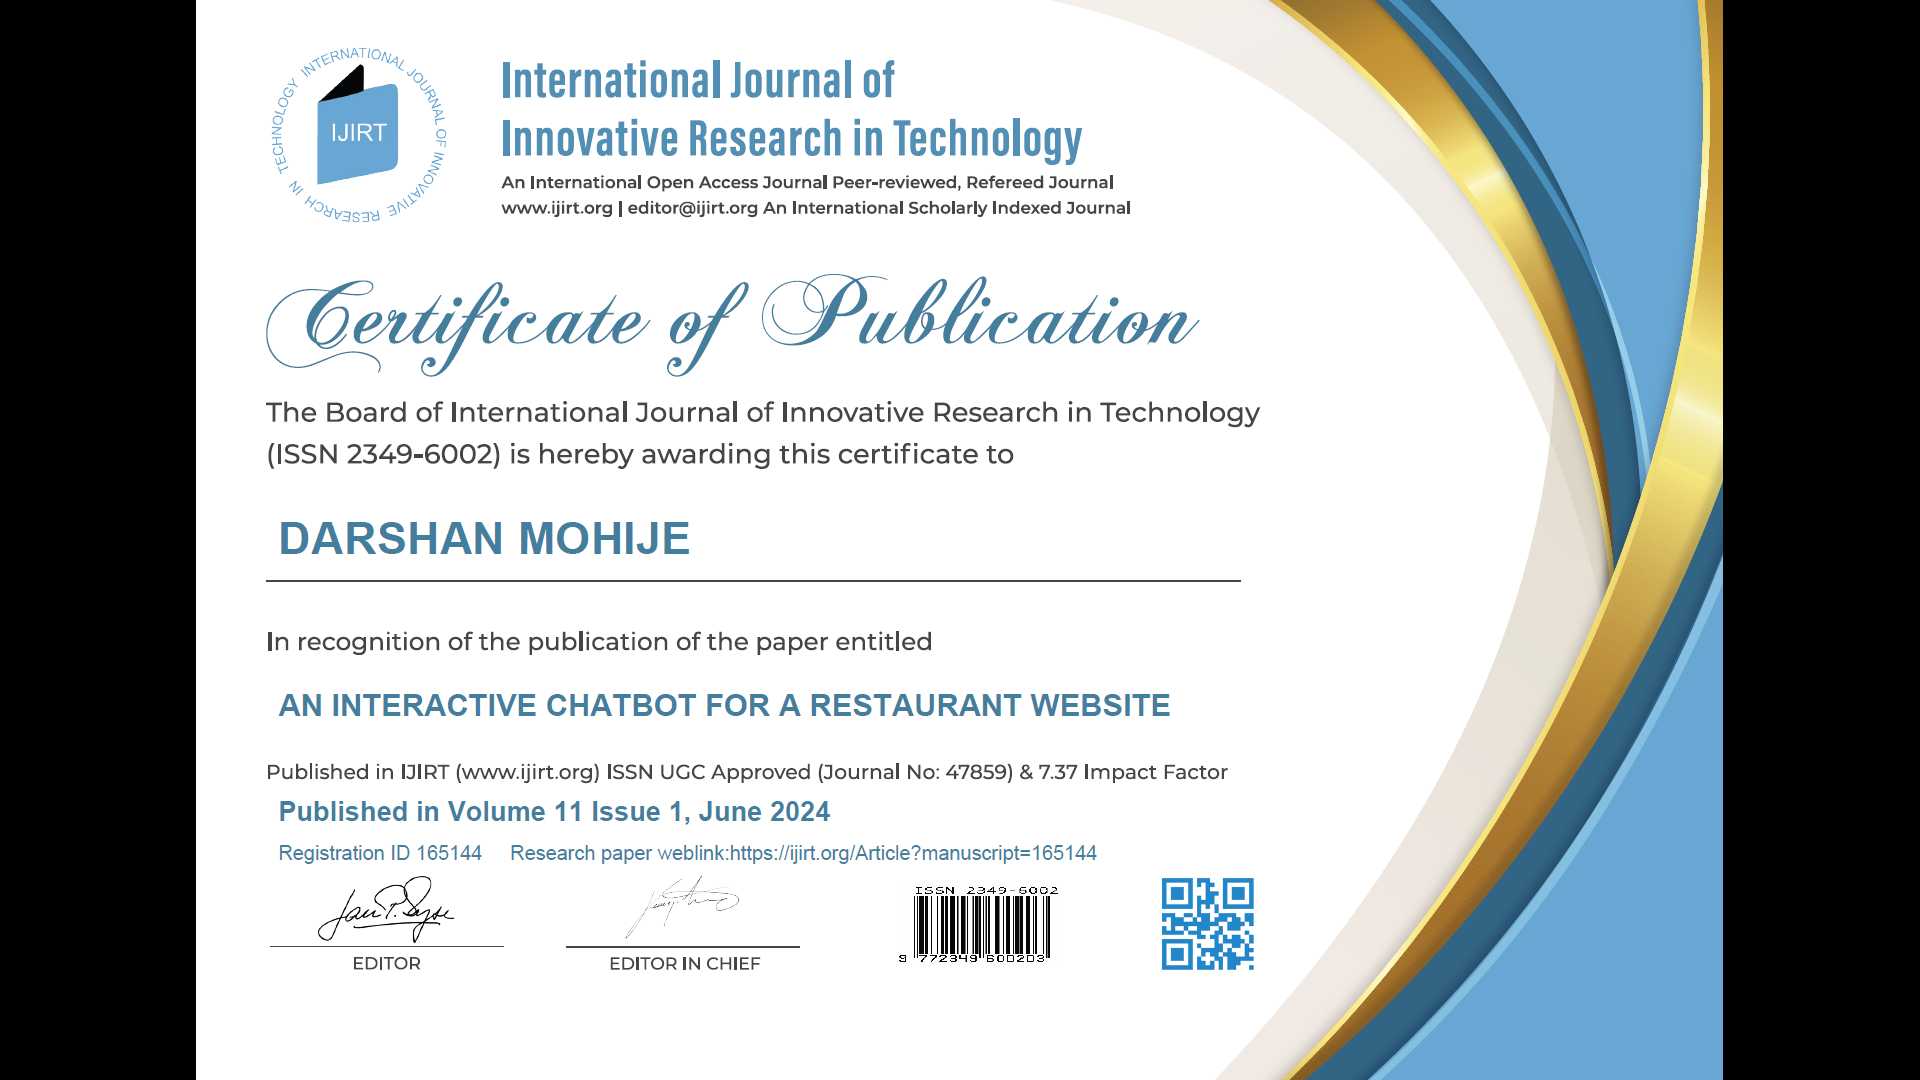 INTERNATIONAL JOURNAL OF INNOVATIVE RESEARCH IN TECHNOLOGY
IJIRT
International Journal of
Innovative Research in Technology
An International Open Access Journal Peer-reviewed, Refereed Journal
www.ijirt.org | editor@ijirt.org An International Scholarly Indexed Journal
Certificate of Publication
The Board of International Journal of Innovative Research in Technology
(ISSN 2349-6002) is hereby awarding this certificate to
DARSHAN MOHIJE
In recognition of the publication of the paper entitled
AN INTERACTIVE CHATBOT FOR A RESTAURANT WEBSITE
Published in IJIRT (www.ijirt.org) ISSN UGC Approved (Journal No: 47859) & 7.37 Impact Factor
Published in Volume 11 Issue 1, June 2024
Registration ID 165144 Research paper weblink:https://ijirt.org/Article?manuscript=165144
EDITOR
EDITOR IN CHIEF
ISSN 2349-6002
9 772349 600203